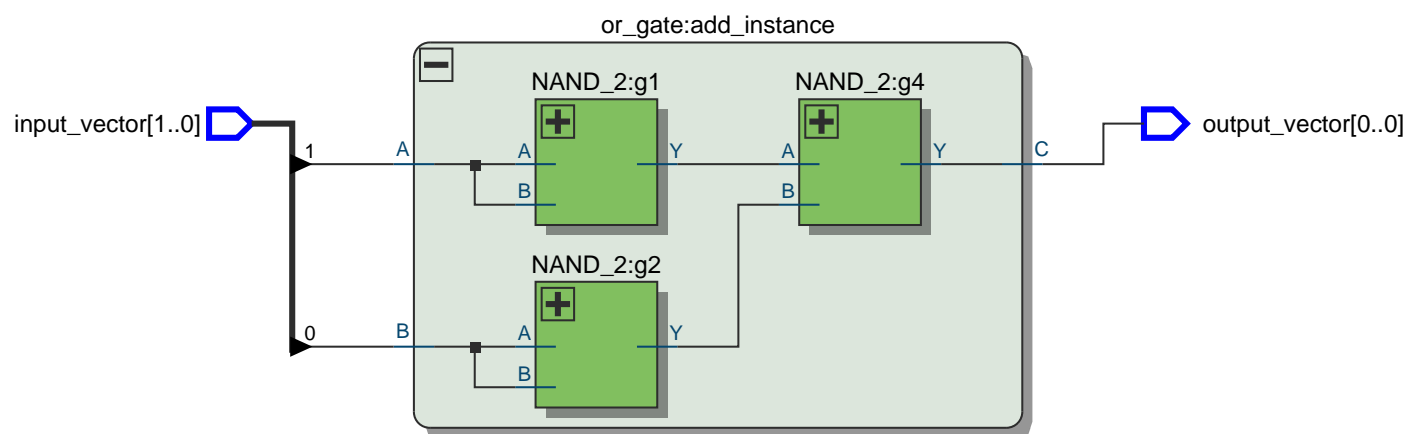 or_gate:add_instance
NAND_2:g1
NAND_2:g4
input_vector[1..0]
output_vector[0..0]
1
A
A
Y
A
Y
C
B
B
NAND_2:g2
0
B
A
Y
B